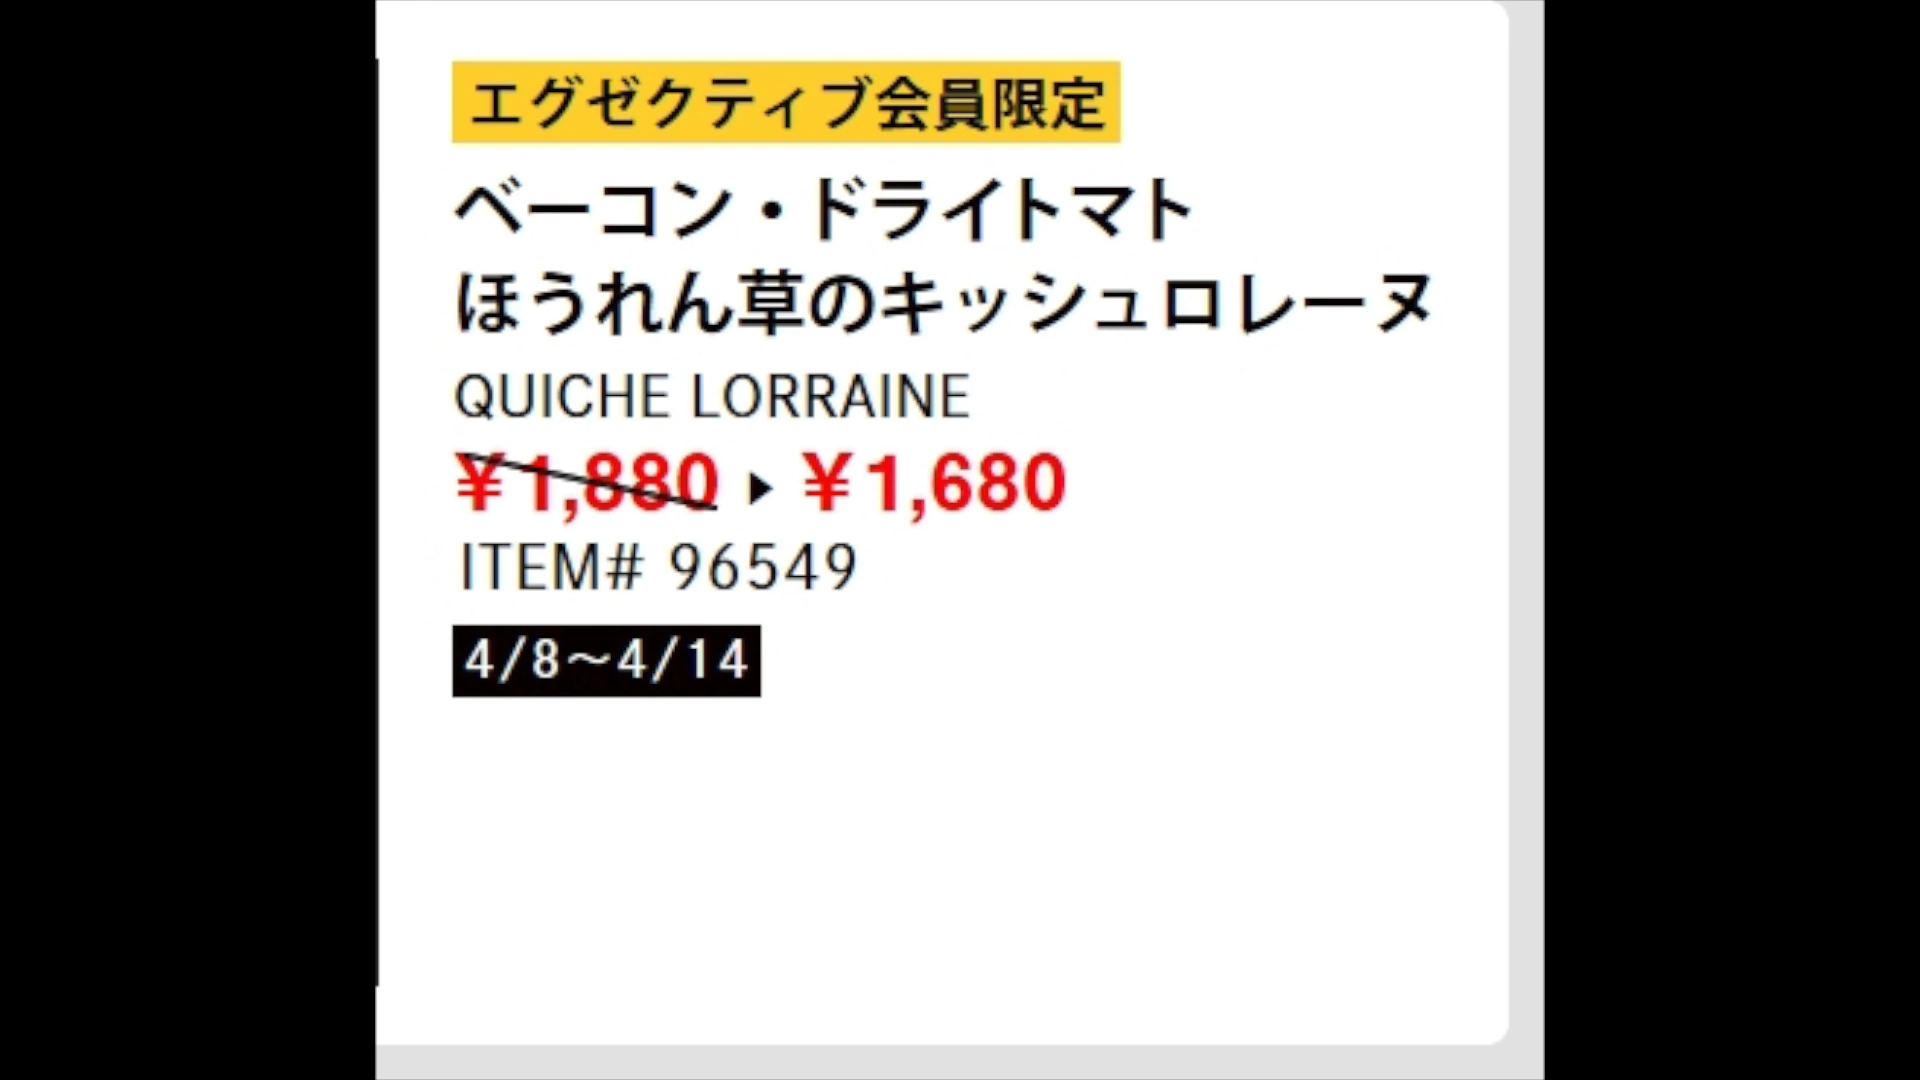 エグゼクティブ会員限定
ベーコン・ドライトマト
ほうれん草のキッシュロレーヌ
QUICHE LORRAINE
¥1,880 ▶ ¥1,680
ITEM# 96549
4/8~4/14